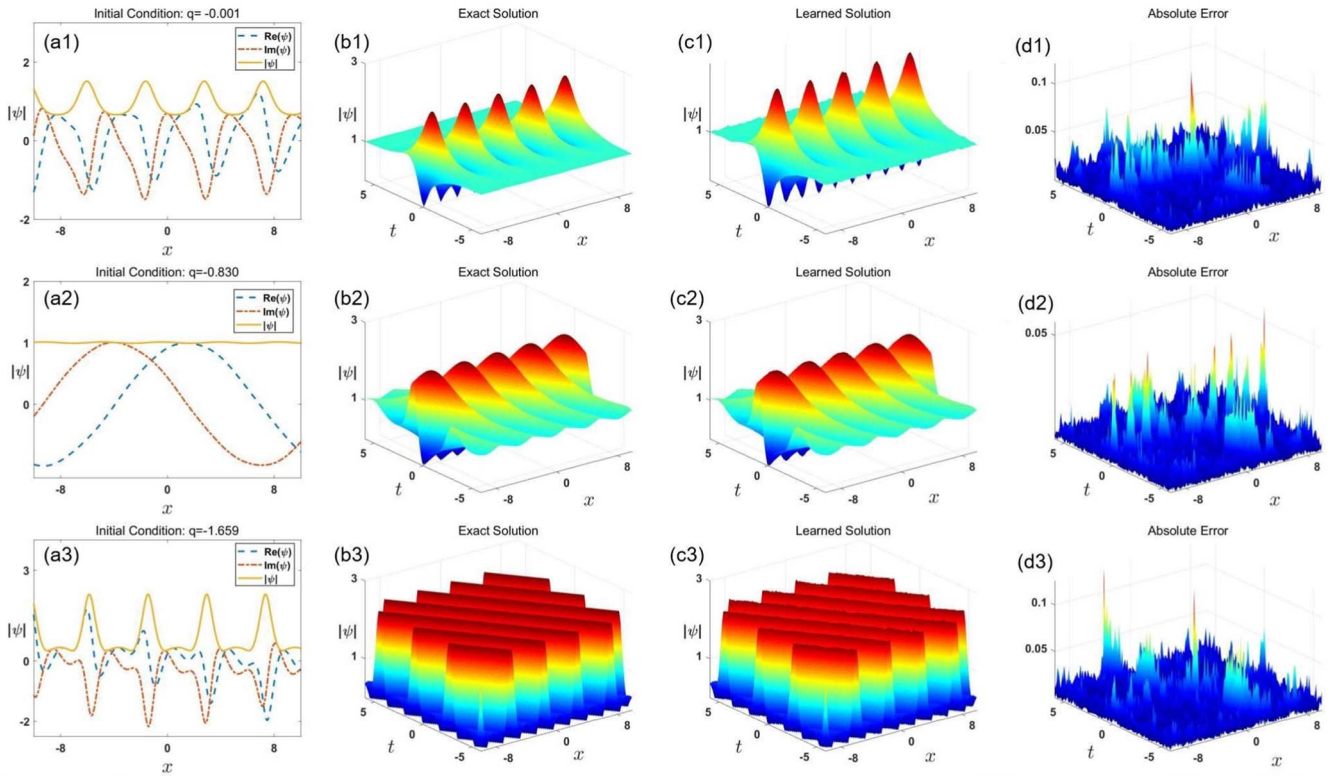 Initial Condition: q= -0.001
(a1)
Re(ψ)
Im(ψ)
|ψ|
2
|ψ|
0
-2
-8
0
8
x
Exact Solution
(b1)
3
|ψ|
1
5
0
-5
t
-8
0
8
x
Learned Solution
(c1)
3
|ψ|
1
5
0
-5
t
-8
0
8
x
Absolute Error
(d1)
0.1
0.05
5
0
-5
t
-8
0
8
x
Initial Condition: q=-0.830
(a2)
Re(ψ)
Im(ψ)
|ψ|
2
1
|ψ|
0
-8
0
8
x
Exact Solution
(b2)
3
|ψ|
1
5
0
-5
t
-8
0
8
x
Learned Solution
(c2)
3
|ψ|
1
5
0
-5
t
-8
0
8
x
Absolute Error
(d2)
0.05
5
0
-5
t
-8
0
8
x
Initial Condition: q=-1.659
(a3)
Re(ψ)
Im(ψ)
|ψ|
3
|ψ|
0
-2
-8
0
8
x
Exact Solution
(b3)
3
|ψ|
1
5
0
-5
t
-8
0
8
x
Learned Solution
(c3)
3
|ψ|
1
5
0
-5
t
-8
0
8
x
Absolute Error
(d3)
0.1
0.05
5
0
-5
t
-8
0
8
x